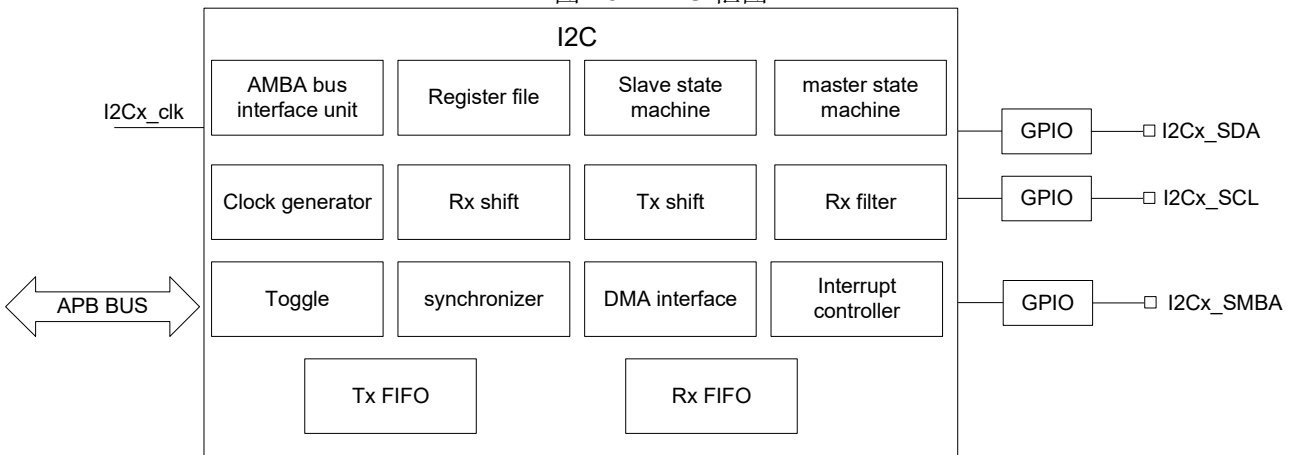 I2C
AMBA bus
interface unit
Register file
Slave state
machine
master state
machine
I2Cx_clk
GPIO
I2Cx_SDA
Clock generator
Rx shift
Tx shift
Rx filter
GPIO
I2Cx_SCL
APB BUS
Toggle
synchronizer
DMA interface
Interrupt
controller
GPIO
I2Cx_SMBA
Tx FIFO
Rx FIFO